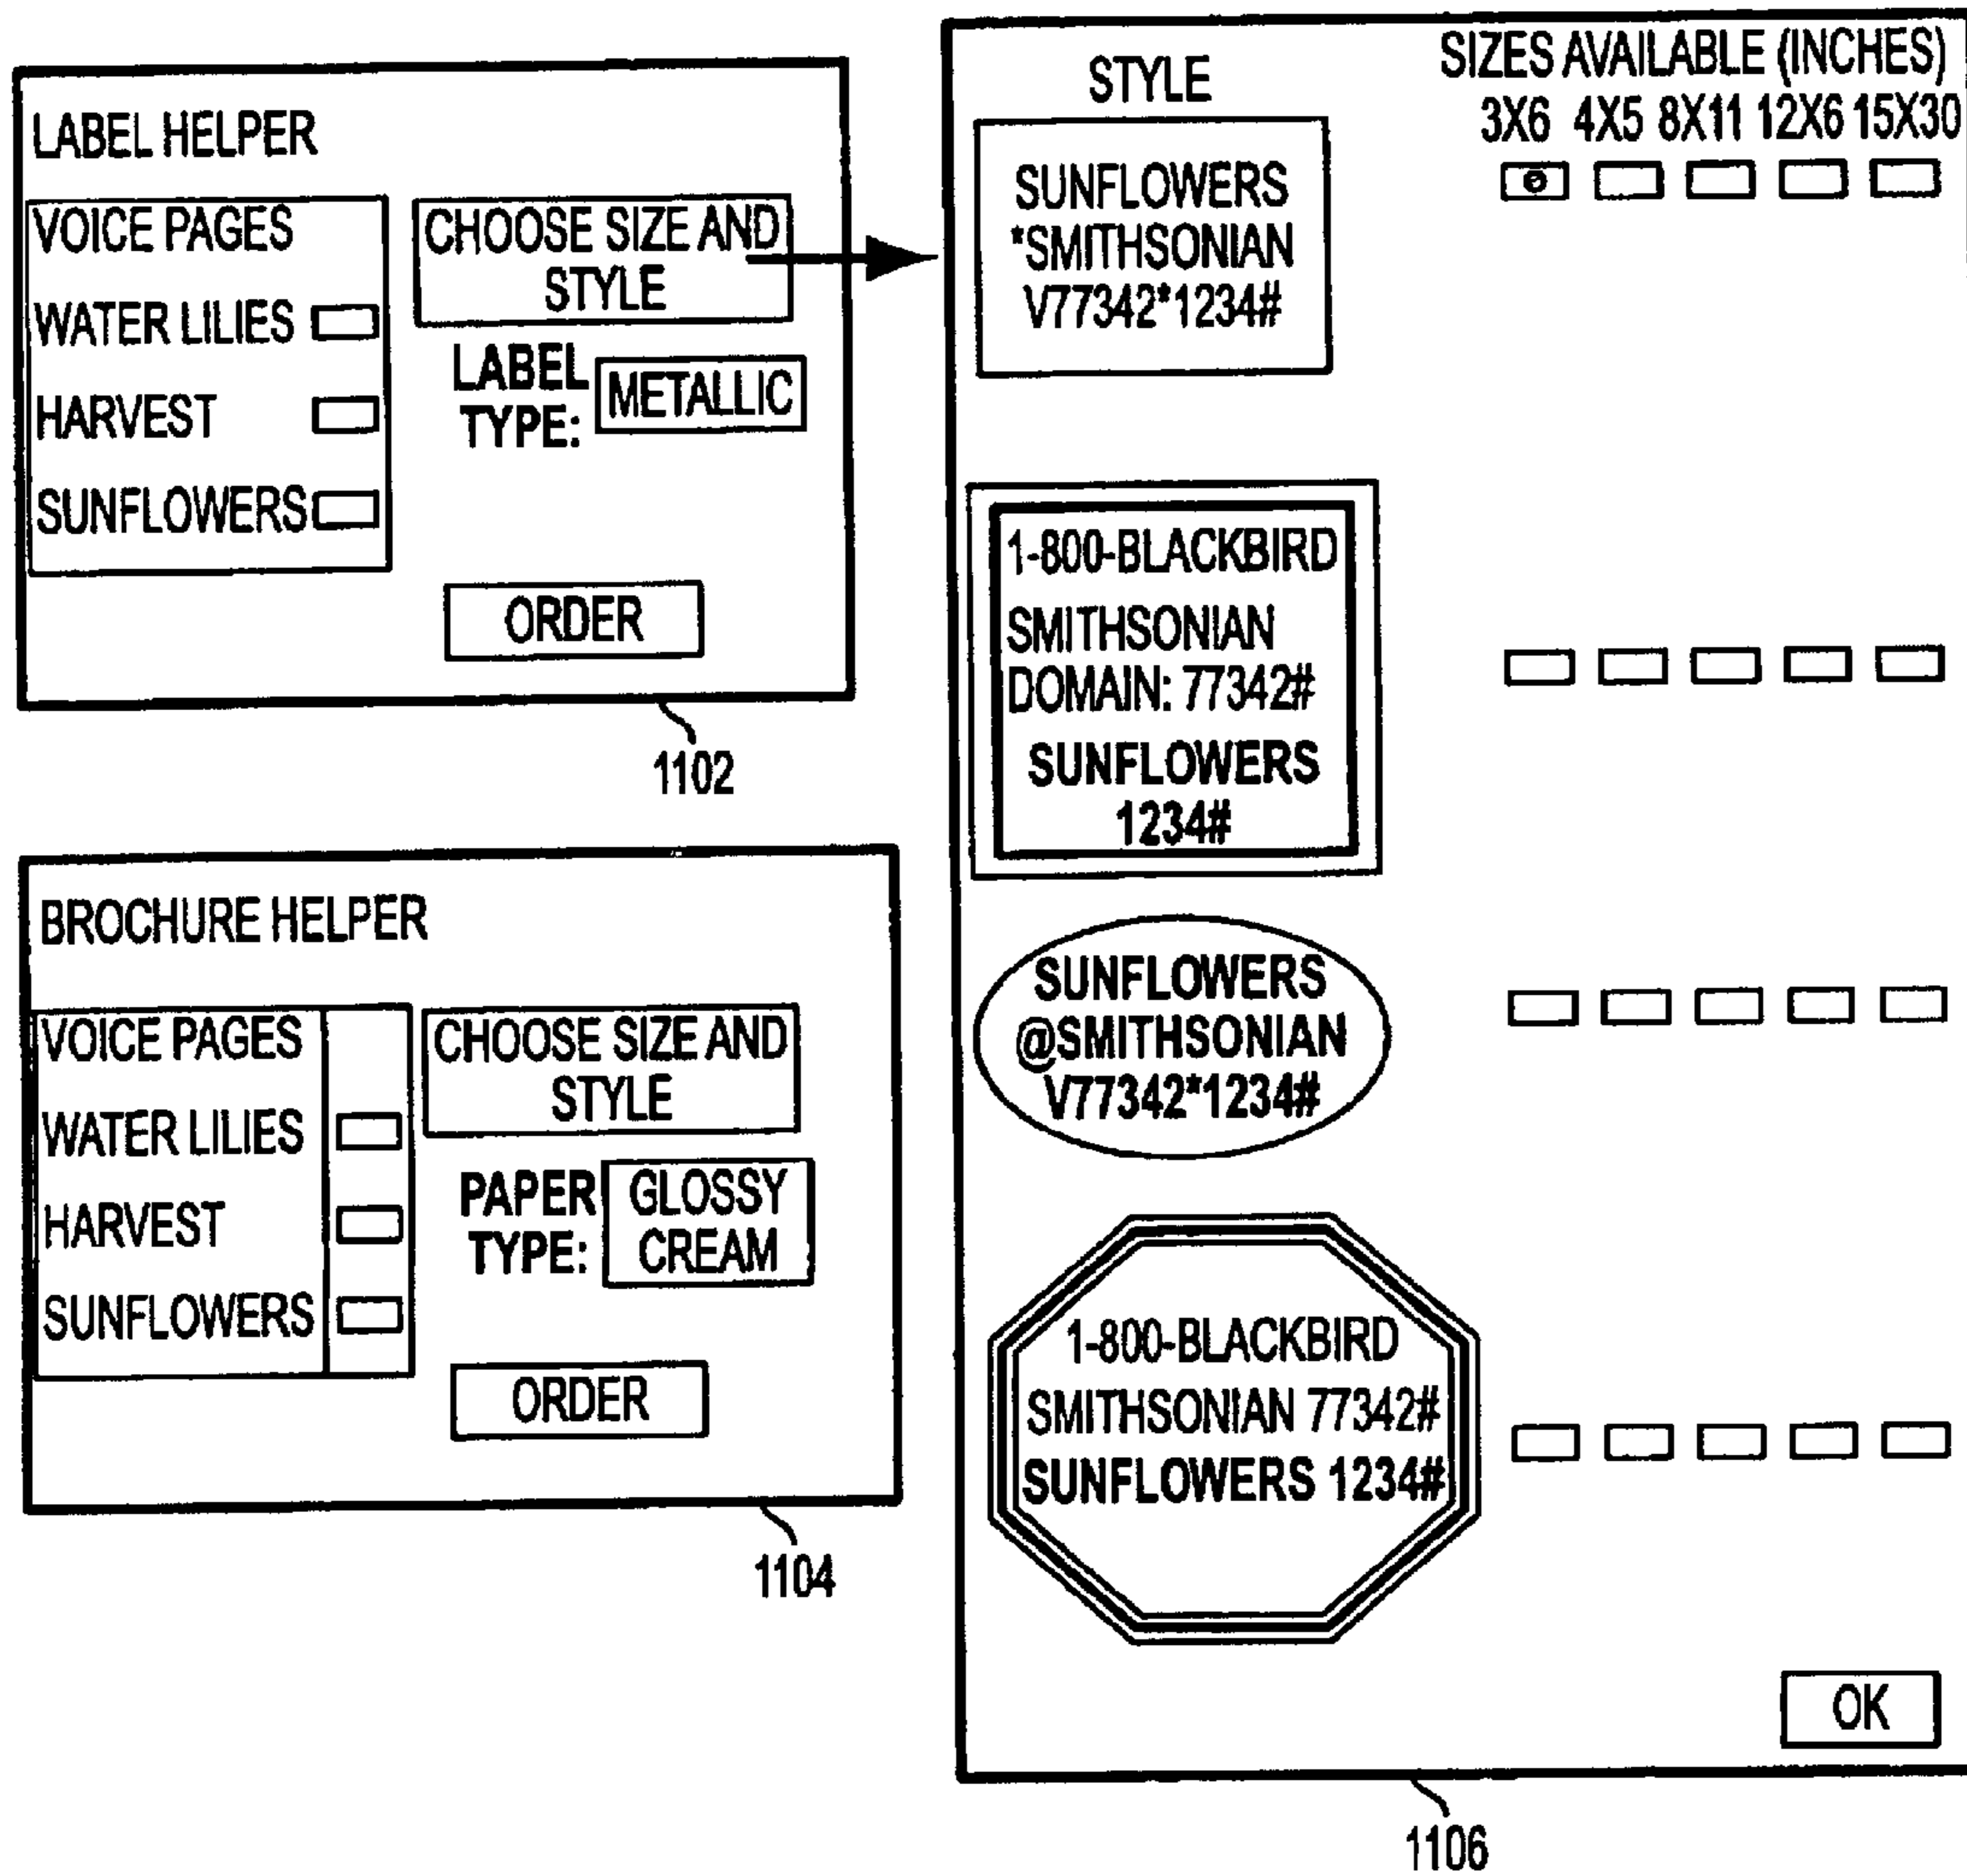 LABEL HELPER
VOICE PAGES
WATER LILIES
HARVEST
SUNFLOWERS
CHOOSE SIZE AND
STYLE
LABEL
TYPE:
METALLIC
ORDER
1102
BROCHURE HELPER
VOICE PAGES
WATER LILIES
HARVEST
SUNFLOWERS
CHOOSE SIZE AND
STYLE
PAPER
TYPE:
GLOSSY
CREAM
ORDER
1104
STYLE
SIZES AVAILABLE (INCHES)
3X6 4X5 8X11 12X6 15X30
SUNFLOWERS
*SMITHSONIAN
V77342*1234#
1-800-BLACKBIRD
SMITHSONIAN
DOMAIN: 77342#
SUNFLOWERS
1234#
SUNFLOWERS
@SMITHSONIAN
V77342*1234#
1-800-BLACKBIRD
SMITHSONIAN 77342#
SUNFLOWERS 1234#
OK
1106